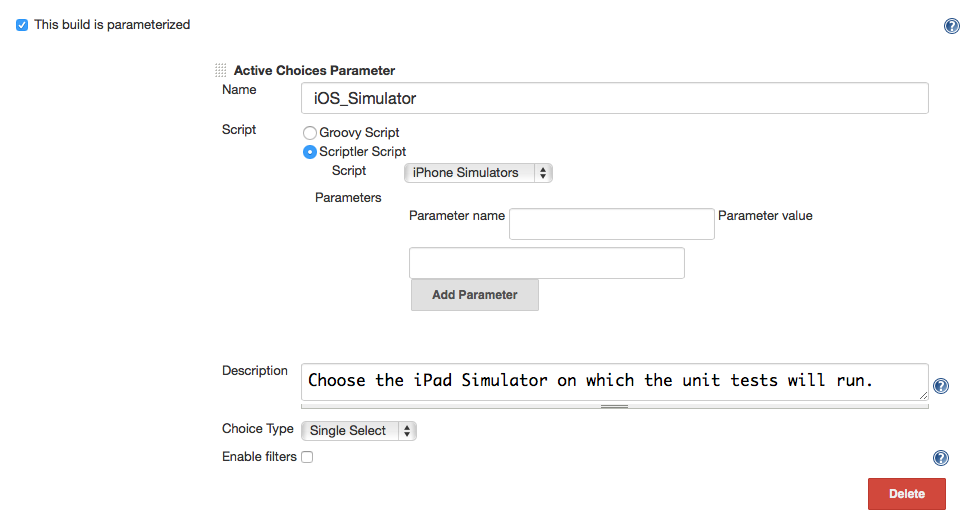 This build is parameterized
Active Choices Parameter
Name
iOS_Simulator
Script
Groovy Script
Scriptler Script
Script
iPhone Simulators
Parameters
Parameter name
Parameter value
Add Parameter
Description
Choose the iPad Simulator on which the unit tests will run.
Choice Type
Single Select
Enable filters
Delete